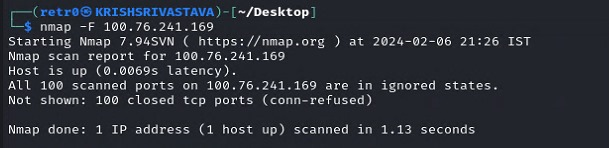 ┌──(retr0㉿KRISHSRIVASTAVA)-[~/Desktop]
└─$ nmap -F 100.76.241.169
Starting Nmap 7.94SVN ( https://nmap.org ) at 2024-02-06 21:26 IST
Nmap scan report for 100.76.241.169
Host is up (0.0069s latency).
All 100 scanned ports on 100.76.241.169 are in ignored states.
Not shown: 100 closed tcp ports (conn-refused)
Nmap done: 1 IP address (1 host up) scanned in 1.13 seconds